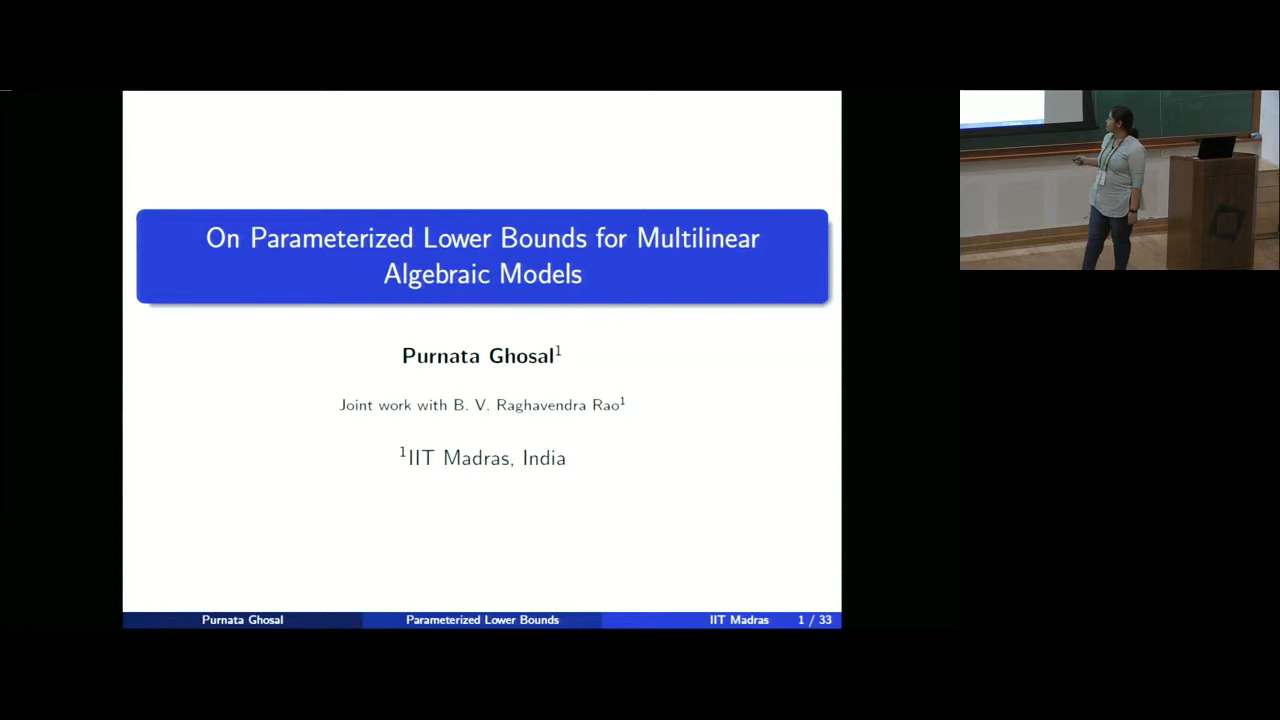 On Parameterized Lower Bounds for Multilinear
Algebraic Models
Purnata Ghosal¹
Joint work with B. V. Raghavendra Rao¹
¹IIT Madras, India
Purnata Ghosal Parameterized Lower Bounds IIT Madras 1 / 33